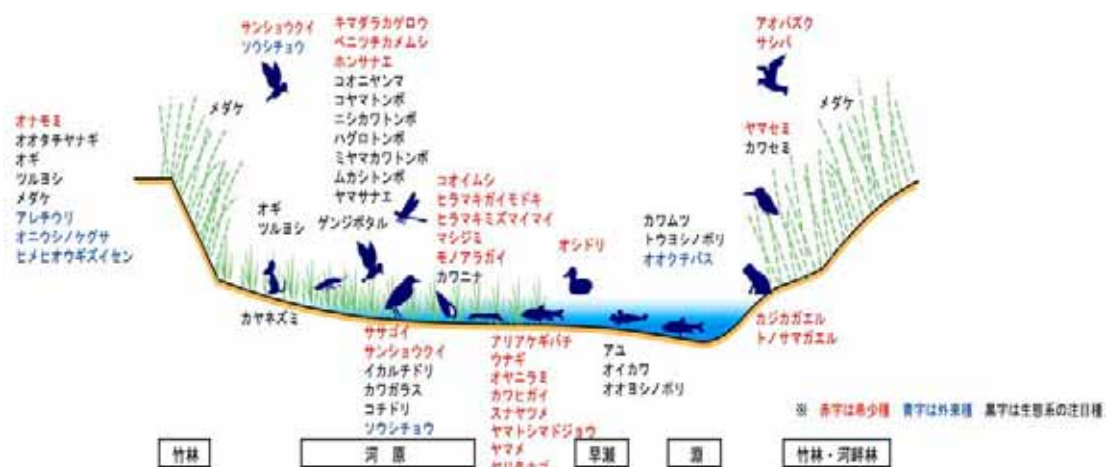 サンショウクイ
ソウシチョウ
キマダラカゲロウ
ベニツチカメムシ
ホンサナエ
コオニヤンマ
コヤマトンボ
ニシカワトンボ
ハグロトンボ
ミヤマカワトンボ
ムカシトンボ
ヤマサナエ
アオバズク
サシバ
メダケ
メダケ
オナモミ
オオタチヤナギ
オギ
ツルヨシ
メダケ
アレチウリ
オニウシノケグサ
ヒメヒオウギズイセン
ヤマセミ
カワセミ
オギ
ツルヨシ
ゲンジボタル
コオイムシ
ヒラマキガイモドキ
ヒラマキミズマイマイ
マシジミ
モノアラガイ
カワニナ
オシドリ
カワムツ
トウヨシノボリ
オオクチバス
カヤネズミ
ササゴイ
サンショウクイ
イカルチドリ
カワガラス
コチドリ
ソウシチョウ
アリアケギバチ
ウナギ
オヤニラミ
カワヒガイ
スナヤツメ
ヤマトシマドジョウ
ヤマメ
アユ
オイカワ
オオヨシノボリ
カジカガエル
トノサマガエル
※ 赤字は希少種 青字は外来種 黒字は生態系の注目種
竹林
河原
早瀬
淵
竹林・河畔林